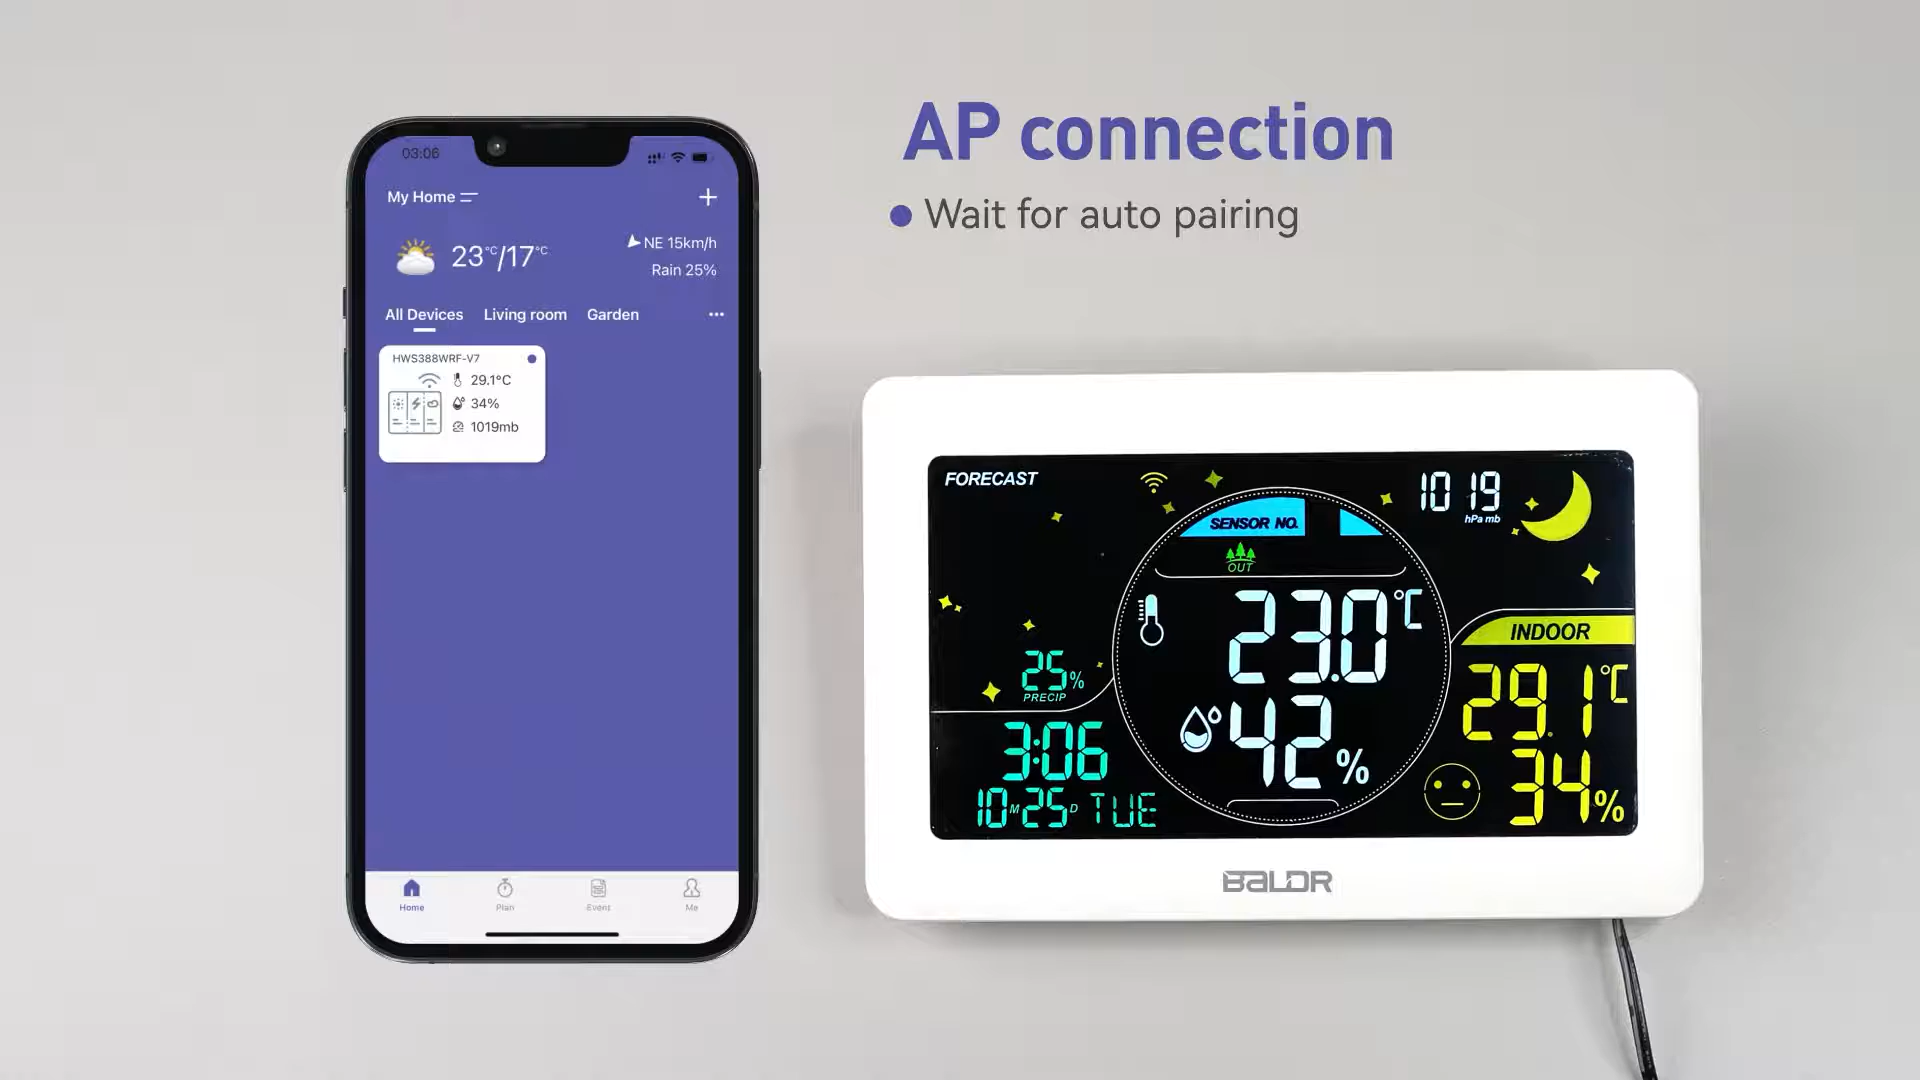 AP connection
Wait for auto pairing
03:06
My Home
23°C/17°C
NE 15km/h
Rain 25%
All Devices Living room Garden
HWS388WRF-V7
29.1°C
34%
1019mb
Home Plan Event Me
FORECAST
1019
hPa mb
SENSOR NO.
OUT
23.0°C
42%
INDOOR
29.1°C
34%
25%
PRECIP
3:06
10M25D TUE
BALDR